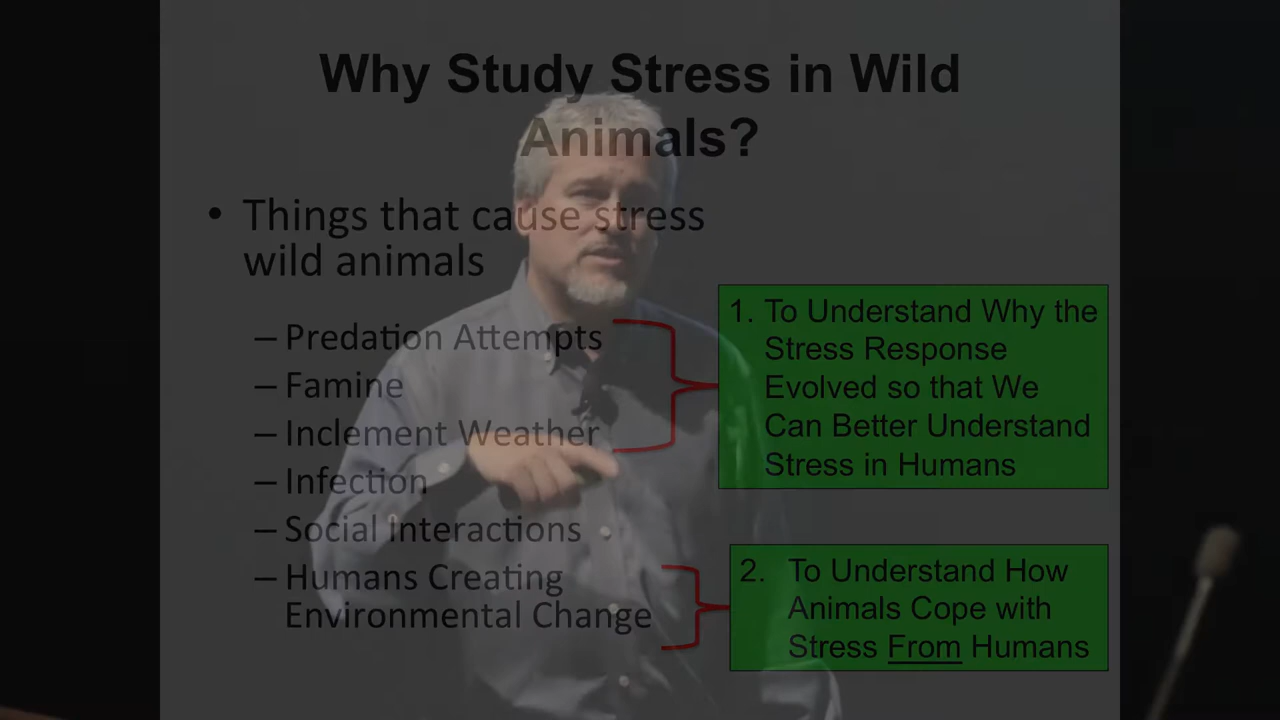 Why Study Stress in Wild
Animals?
• Things that cause stress
wild animals
– Predation Attempts
– Famine
– Inclement Weather
– Infection
– Social Interactions
– Humans Creating
Environmental Change
1. To Understand Why the
Stress Response
Evolved so that We
Can Better Understand
Stress in Humans
2. To Understand How
Animals Cope with
Stress From Humans